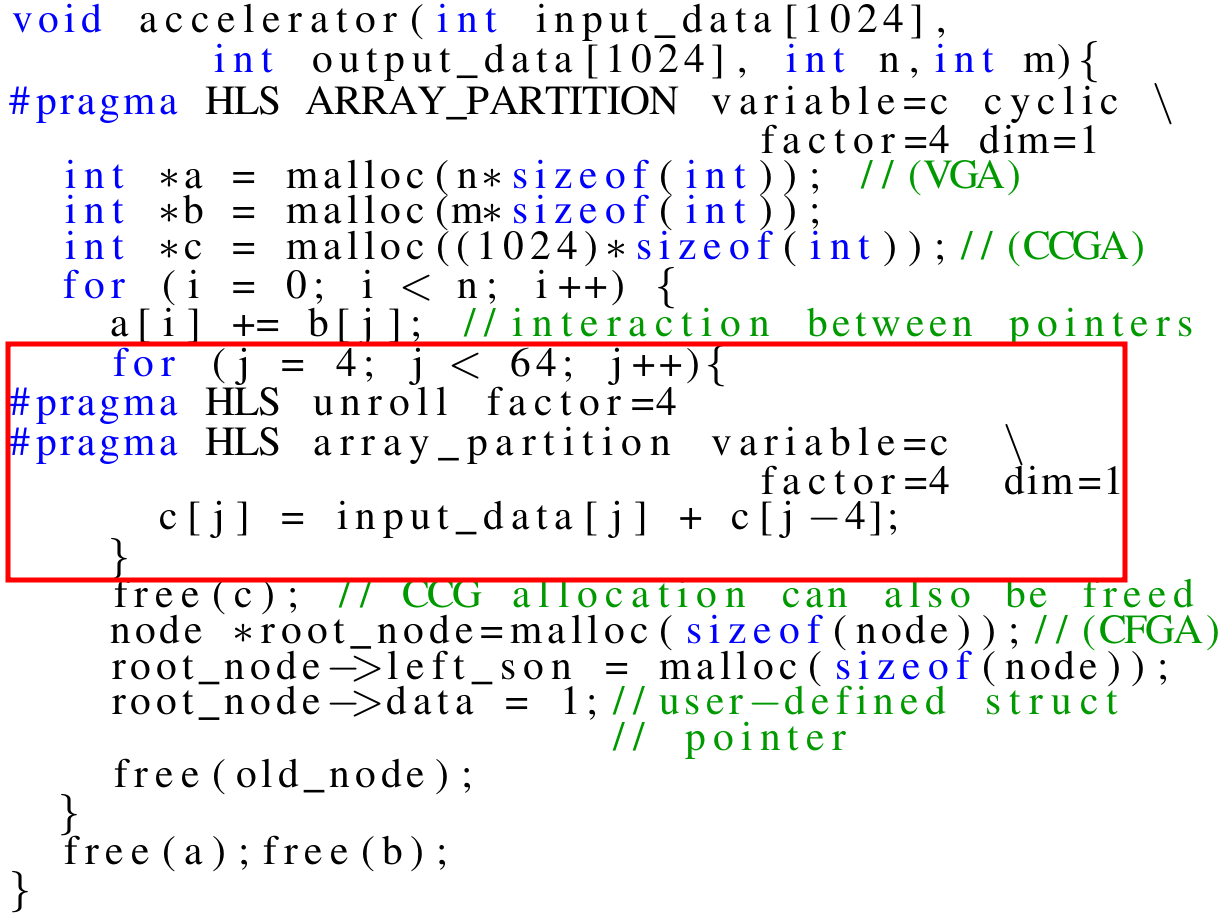 void accelerator(int input_data[1024],
int output_data[1024], int n,int m){
#pragma HLS ARRAY_PARTITION variable=c cyclic \
factor=4 dim=1
int *a = malloc(n*sizeof(int)); //(VGA)
int *b = malloc(m*sizeof(int));
int *c = malloc((1024)*sizeof(int));//(CCGA)
for (i = 0; i < n; i++) {
a[i] += b[j]; //interaction between pointers
for (j = 4; j < 64; j++){
#pragma HLS unroll factor=4
#pragma HLS array_partition variable=c \
factor=4 dim=1
c[j] = input_data[j] + c[j-4];
}
free(c); // CCG allocation can also be freed
node *root_node=malloc(sizeof(node));//(CFGA)
root_node->left_son = malloc(sizeof(node));
root_node->data = 1;//user-defined struct
// pointer
free(old_node);
}
free(a);free(b);
}